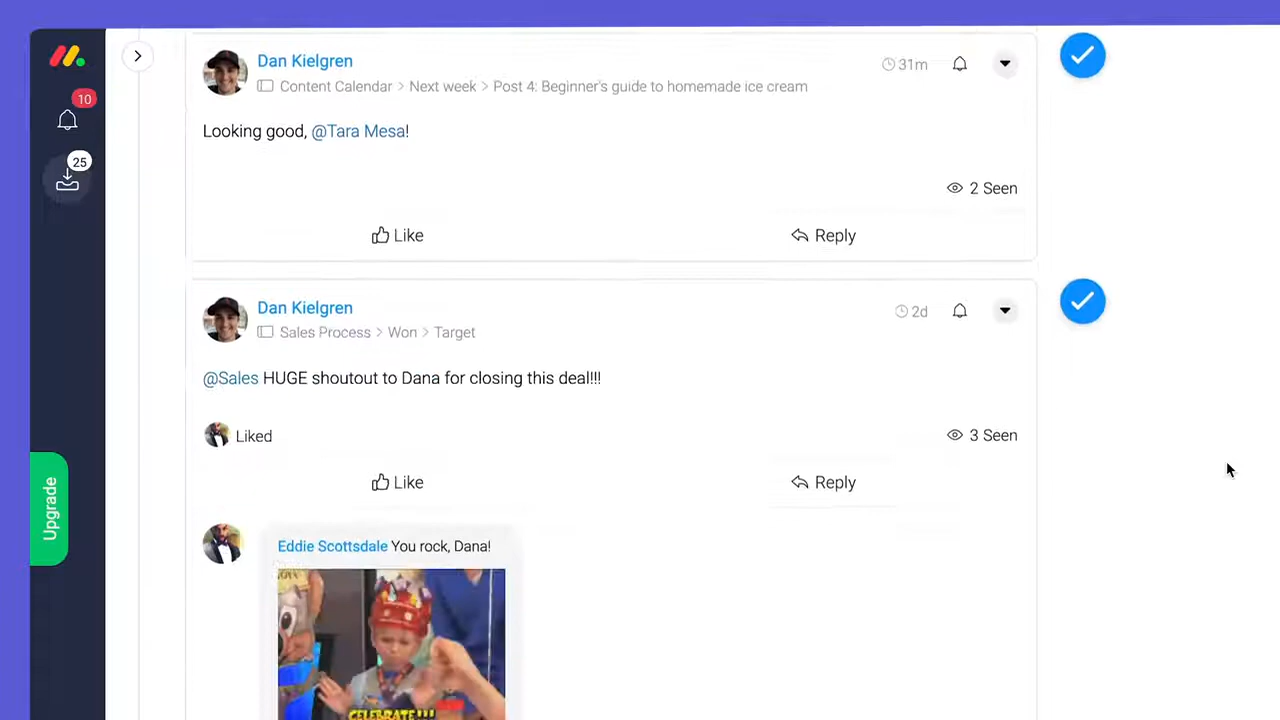 10
25
Upgrade
Dan Kielgren
31m
Content Calendar > Next week > Post 4: Beginner's guide to homemade ice cream
Looking good, @Tara Mesa!
2 Seen
Like
Reply
Dan Kielgren
2d
Sales Process > Won > Target
@Sales HUGE shoutout to Dana for closing this deal!!!
Liked
3 Seen
Like
Reply
Eddie Scottsdale You rock, Dana!
CELEBRATE!!!